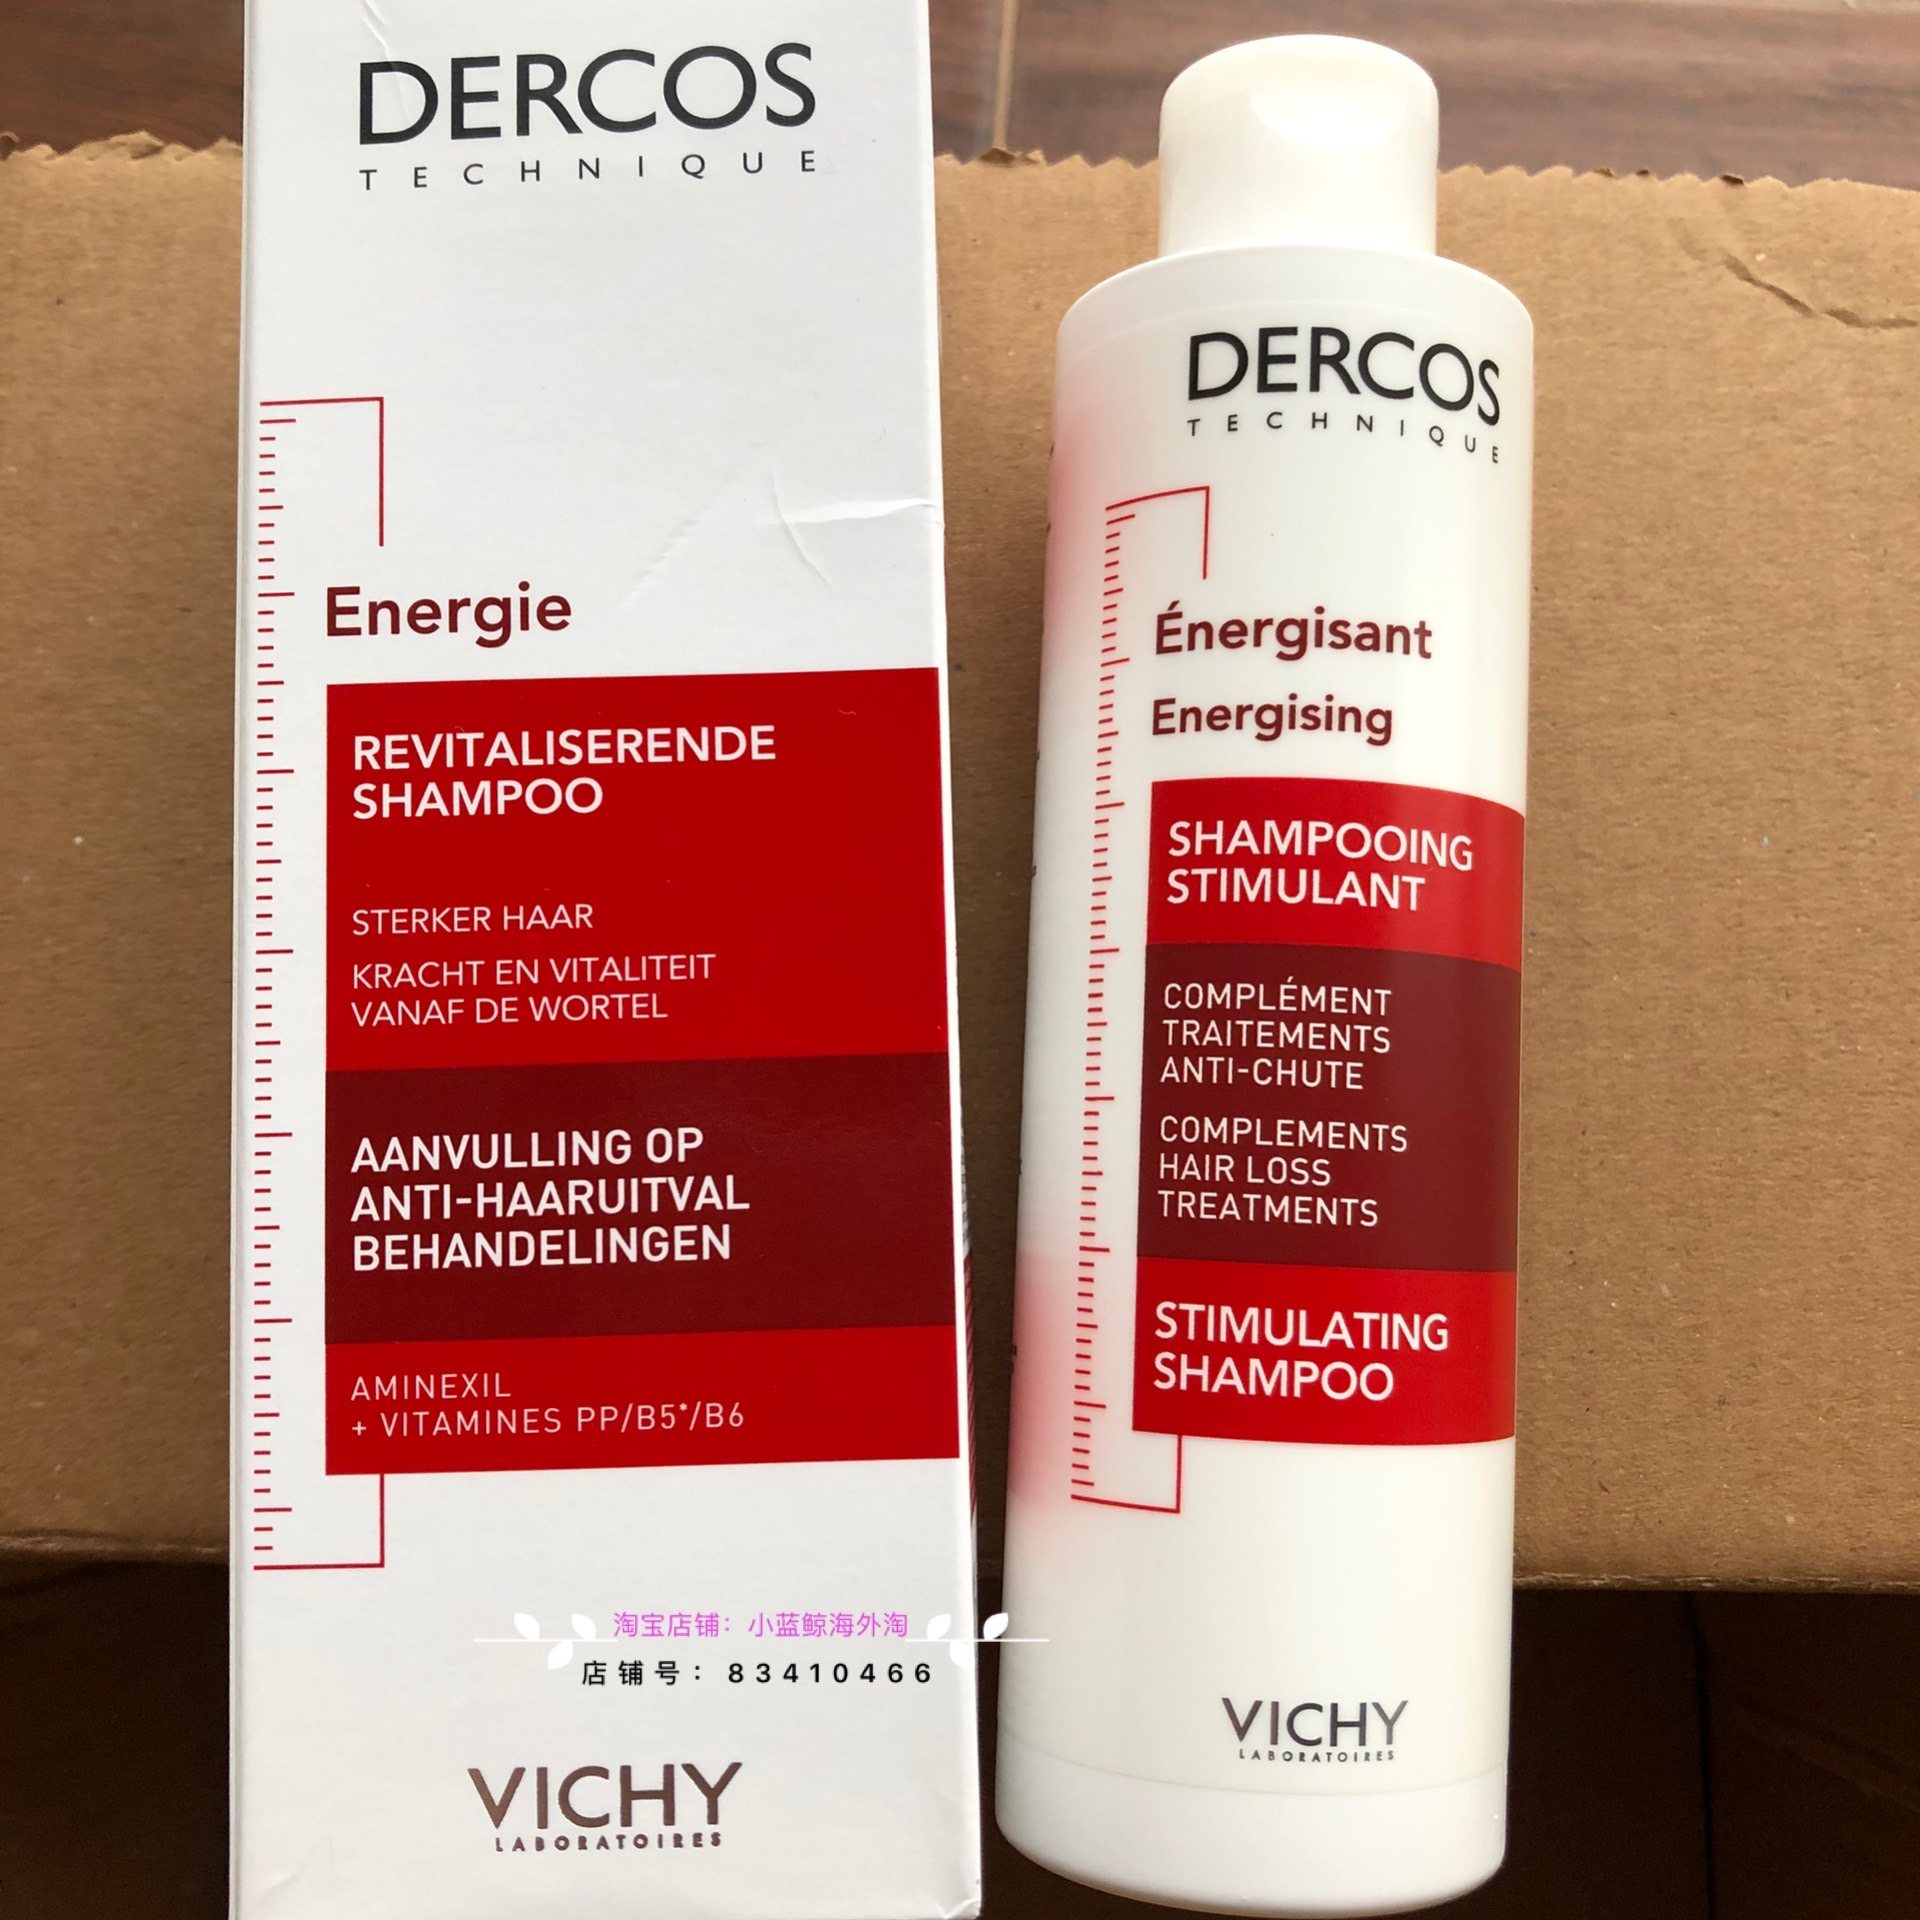 DERCOS
TECHNIQUE
Energie
REVITALISERENDE
SHAMPOO
STERKER HAAR
KRACHT EN VITALITEIT
VANAF DE WORTEL
AANVULLING OP
ANTI-HAARUITVAL
BEHANDELINGEN
AMINEXIL
+ VITAMINES PP/B5*/B6
淘宝店铺：小蓝鲸海外淘
店铺号：83410466
VICHY
LABORATOIRES
DERCOS
TECHNIQUE
Énergisant
Energising
SHAMPOOING
STIMULANT
COMPLÉMENT
TRAITEMENTS
ANTI-CHUTE
COMPLEMENTS
HAIR LOSS
TREATMENTS
STIMULATING
SHAMPOO
VICHY
LABORATOIRES